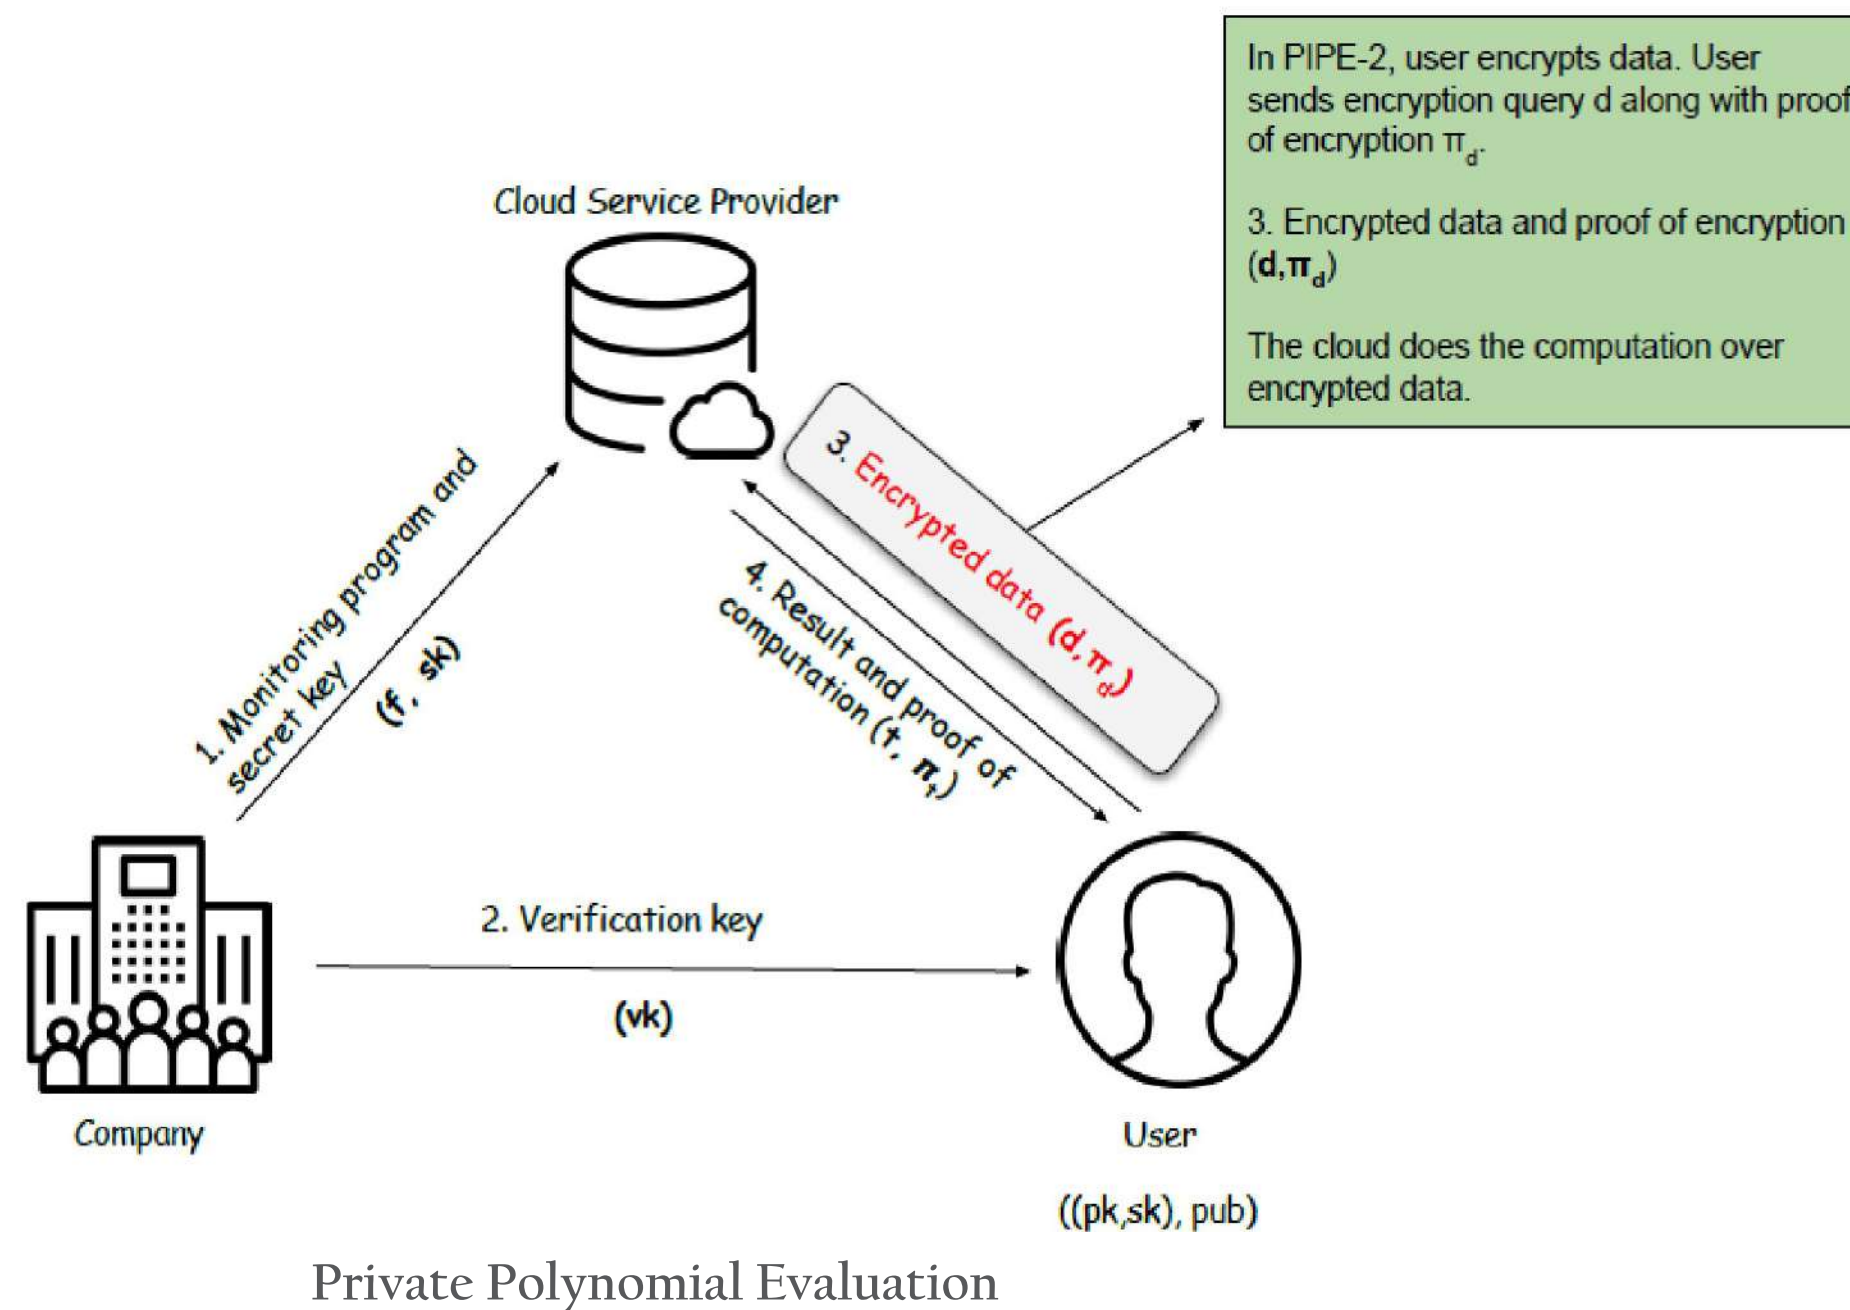 In PIPE-2, user encrypts data. User
sends encryption query d along with proof
of encryption π_d.
3. Encrypted data and proof of encryption
(d,π_d)
The cloud does the computation over
encrypted data.
Cloud Service Provider
3. Encrypted data (d, π_d)
4. Result and proof of
computation (t, π_t)
1. Monitoring program and
secret key
(f, sk)
2. Verification key
(vk)
Company
User
((pk,sk), pub)
Private Polynomial Evaluation